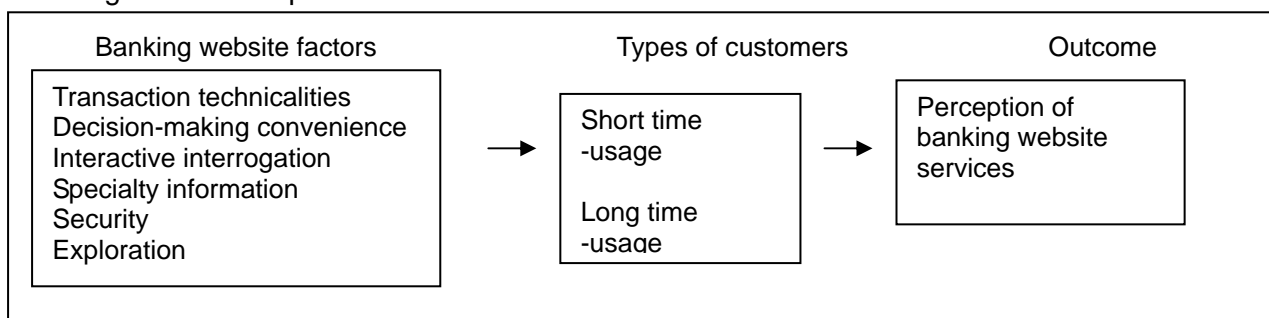 Banking website factors
Types of customers
Outcome
Transaction technicalities
Decision-making convenience
Interactive interrogation
Specialty information
Security
Exploration
Short time
-usage
Long time
-usage
Perception of
banking website
services